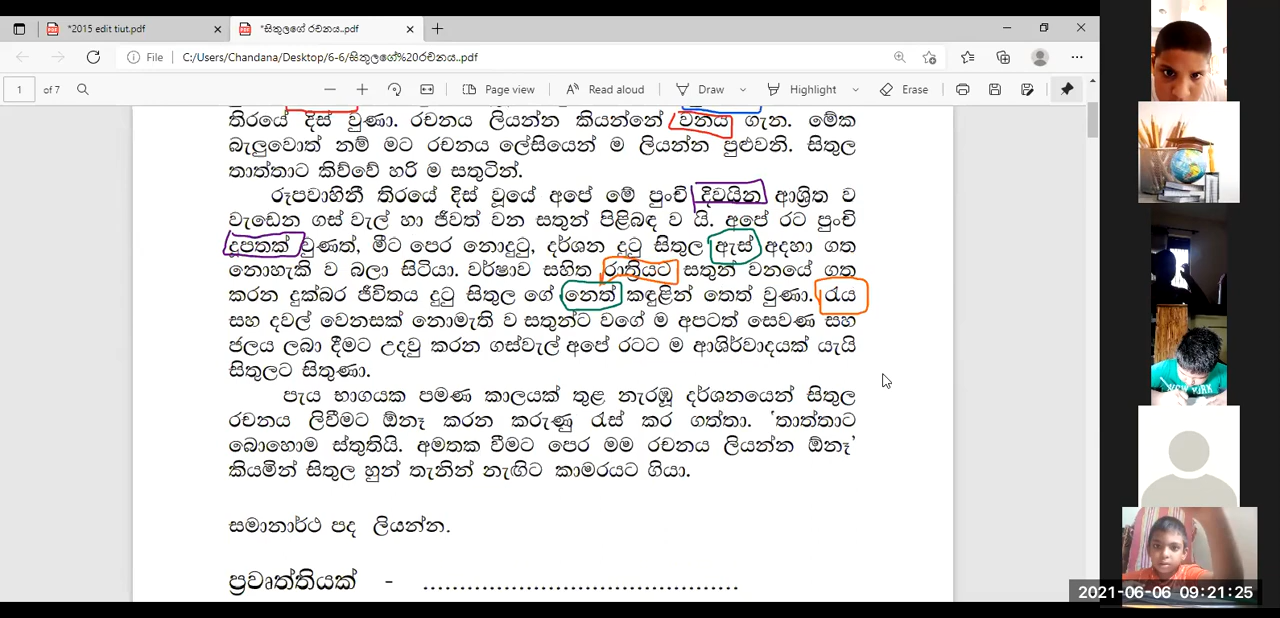 *2015 edit tiut.pdf
*සිතුලගේ රචනය..pdf
File C:/Users/Chandana/Desktop/6-6/සිතුලගේ%20රචනය..pdf
1 of 7 Page view Read aloud Draw Highlight Erase
තිරයේ දිස් වුණා. රචනය ලියන්න කියන්නේ වනය ගැන. මේක
බැලුවොත් නම් මට රචනය ලේසියෙන් ම ලියන්න පුළුවනි. සිතුල
තාත්තාට කිව්වේ හරි ම සතුටින්.
රූපවාහිනී තිරයේ දිස් වූයේ අපේ මේ පුංචි දිවයින ආශ්‍රිත ව
වැඩෙන ගස් වැල් හා ජීවත් වන සතුන් පිළිබඳ ව යි. අපේ රට පුංචි
දූපතක් වුණත්, මීට පෙර නොදුටු, දර්ශන දුටු සිතුල ඇස් අදහා ගත
නොහැකි ව බලා සිටියා. වර්ෂාව සහිත රාත්‍රියට සතුන් වනයේ ගත
කරන දුක්බර ජීවිතය දුටු සිතුල ගේ නෙත් කඳුළින් තෙත් වුණා. රැය
සහ දවල් වෙනසක් නොමැති ව සතුන්ට වගේ ම අපටත් සෙවණ සහ
ජලය ලබා දීමට උදවු කරන ගස්වැල් අපේ රටට ම ආශිර්වාදයක් යැයි
සිතුලට සිතුණා.
පැය භාගයක පමණ කාලයක් තුළ නැරඹූ දර්ශනයෙන් සිතුල
රචනය ලිවීමට ඕනෑ කරන කරුණු රැස් කර ගත්තා. 'තාත්තාට
බොහොම ස්තුතියි. අමතක වීමට පෙර මම රචනය ලියන්න ඕනෑ'
කියමින් සිතුල හුන් තැනින් නැඟිට කාමරයට ගියා.
සමානාර්ථ පද ලියන්න.
ප්‍රවෘත්තියක් - ..........................................
NEW YORK
2021-06-06 09:21:25